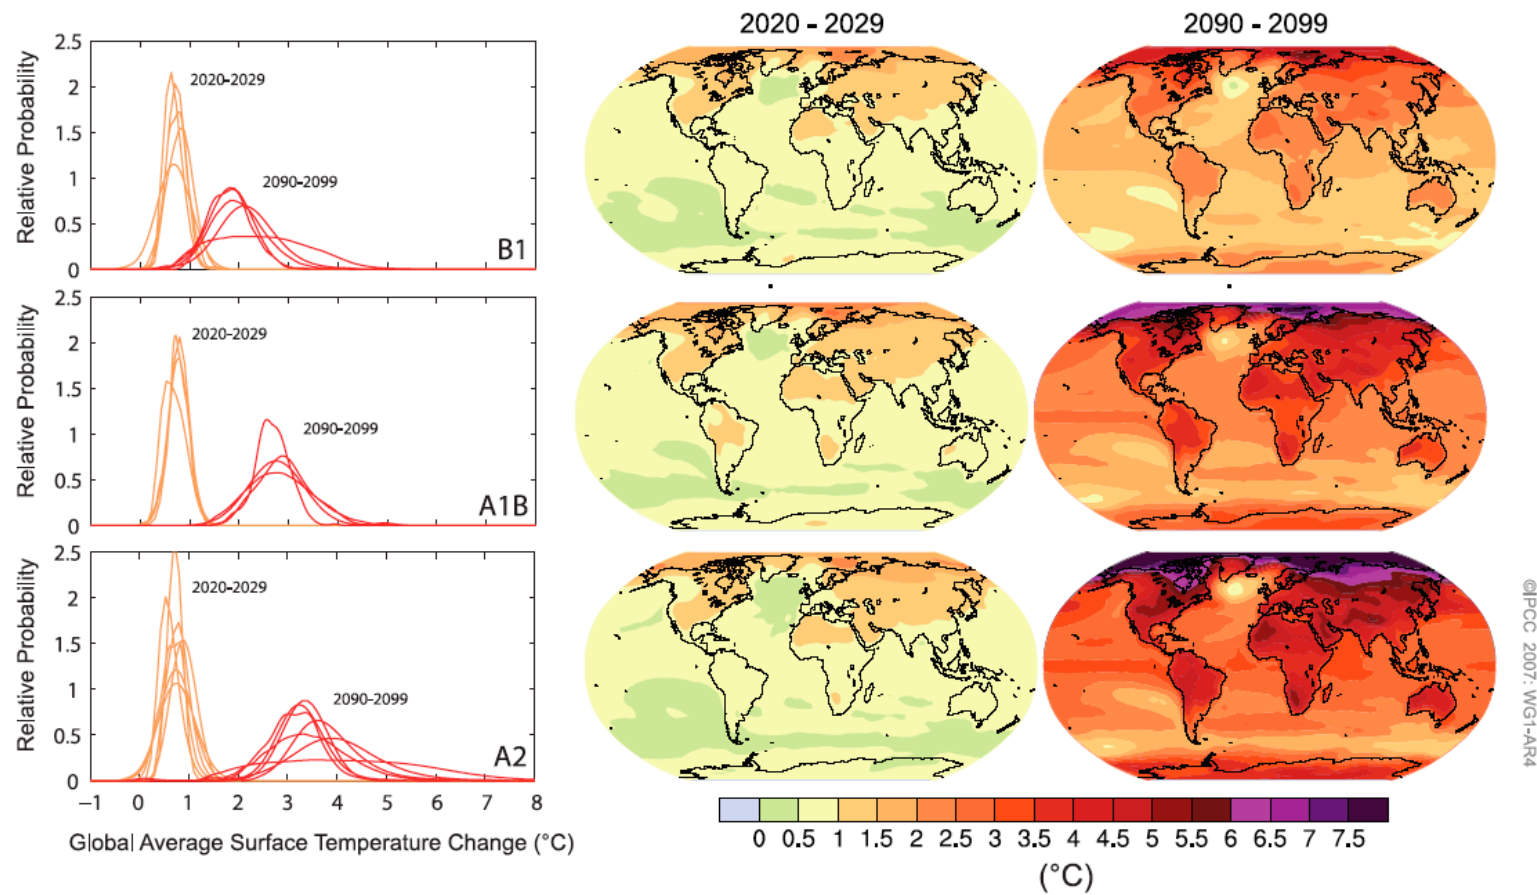 2020 - 2029
2090 - 2099
2.5
2
1.5
1
0.5
0
Relative Probability
2020-2029
2090-2099
B1
2.5
2
1.5
1
0.5
0
Relative Probability
2020-2029
2090-2099
A1B
2.5
2
1.5
1
0.5
0
Relative Probability
2020-2029
2090-2099
A2
−1 0 1 2 3 4 5 6 7 8
Global Average Surface Temperature Change (°C)
0 0.5 1 1.5 2 2.5 3 3.5 4 4.5 5 5.5 6 6.5 7 7.5
(°C)
©IPCC 2007: WG1-AR4